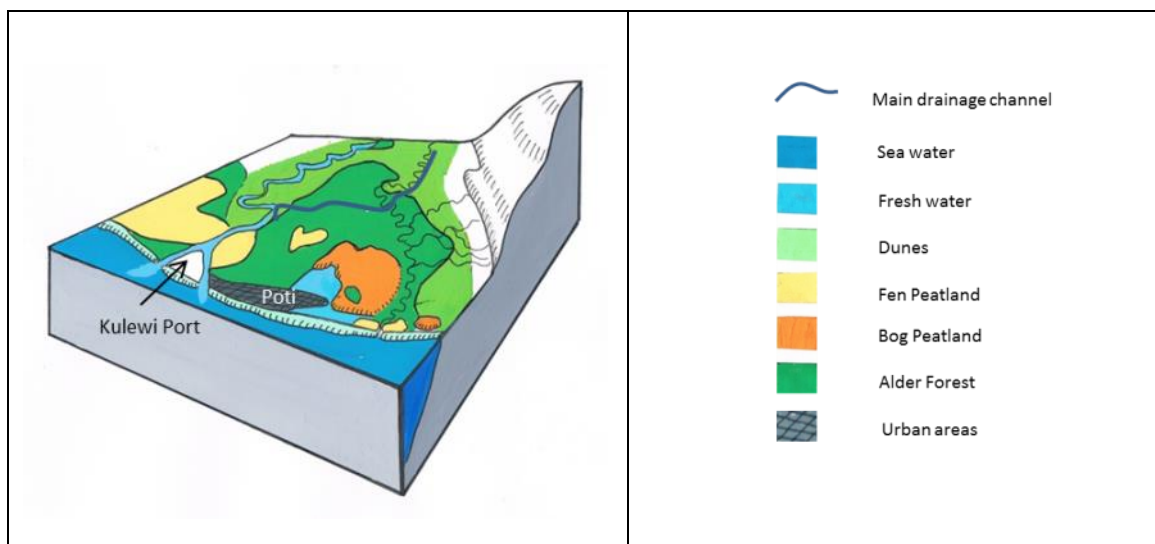 Poti
Kulewi Port
Main drainage channel
Sea water
Fresh water
Dunes
Fen Peatland
Bog Peatland
Alder Forest
Urban areas